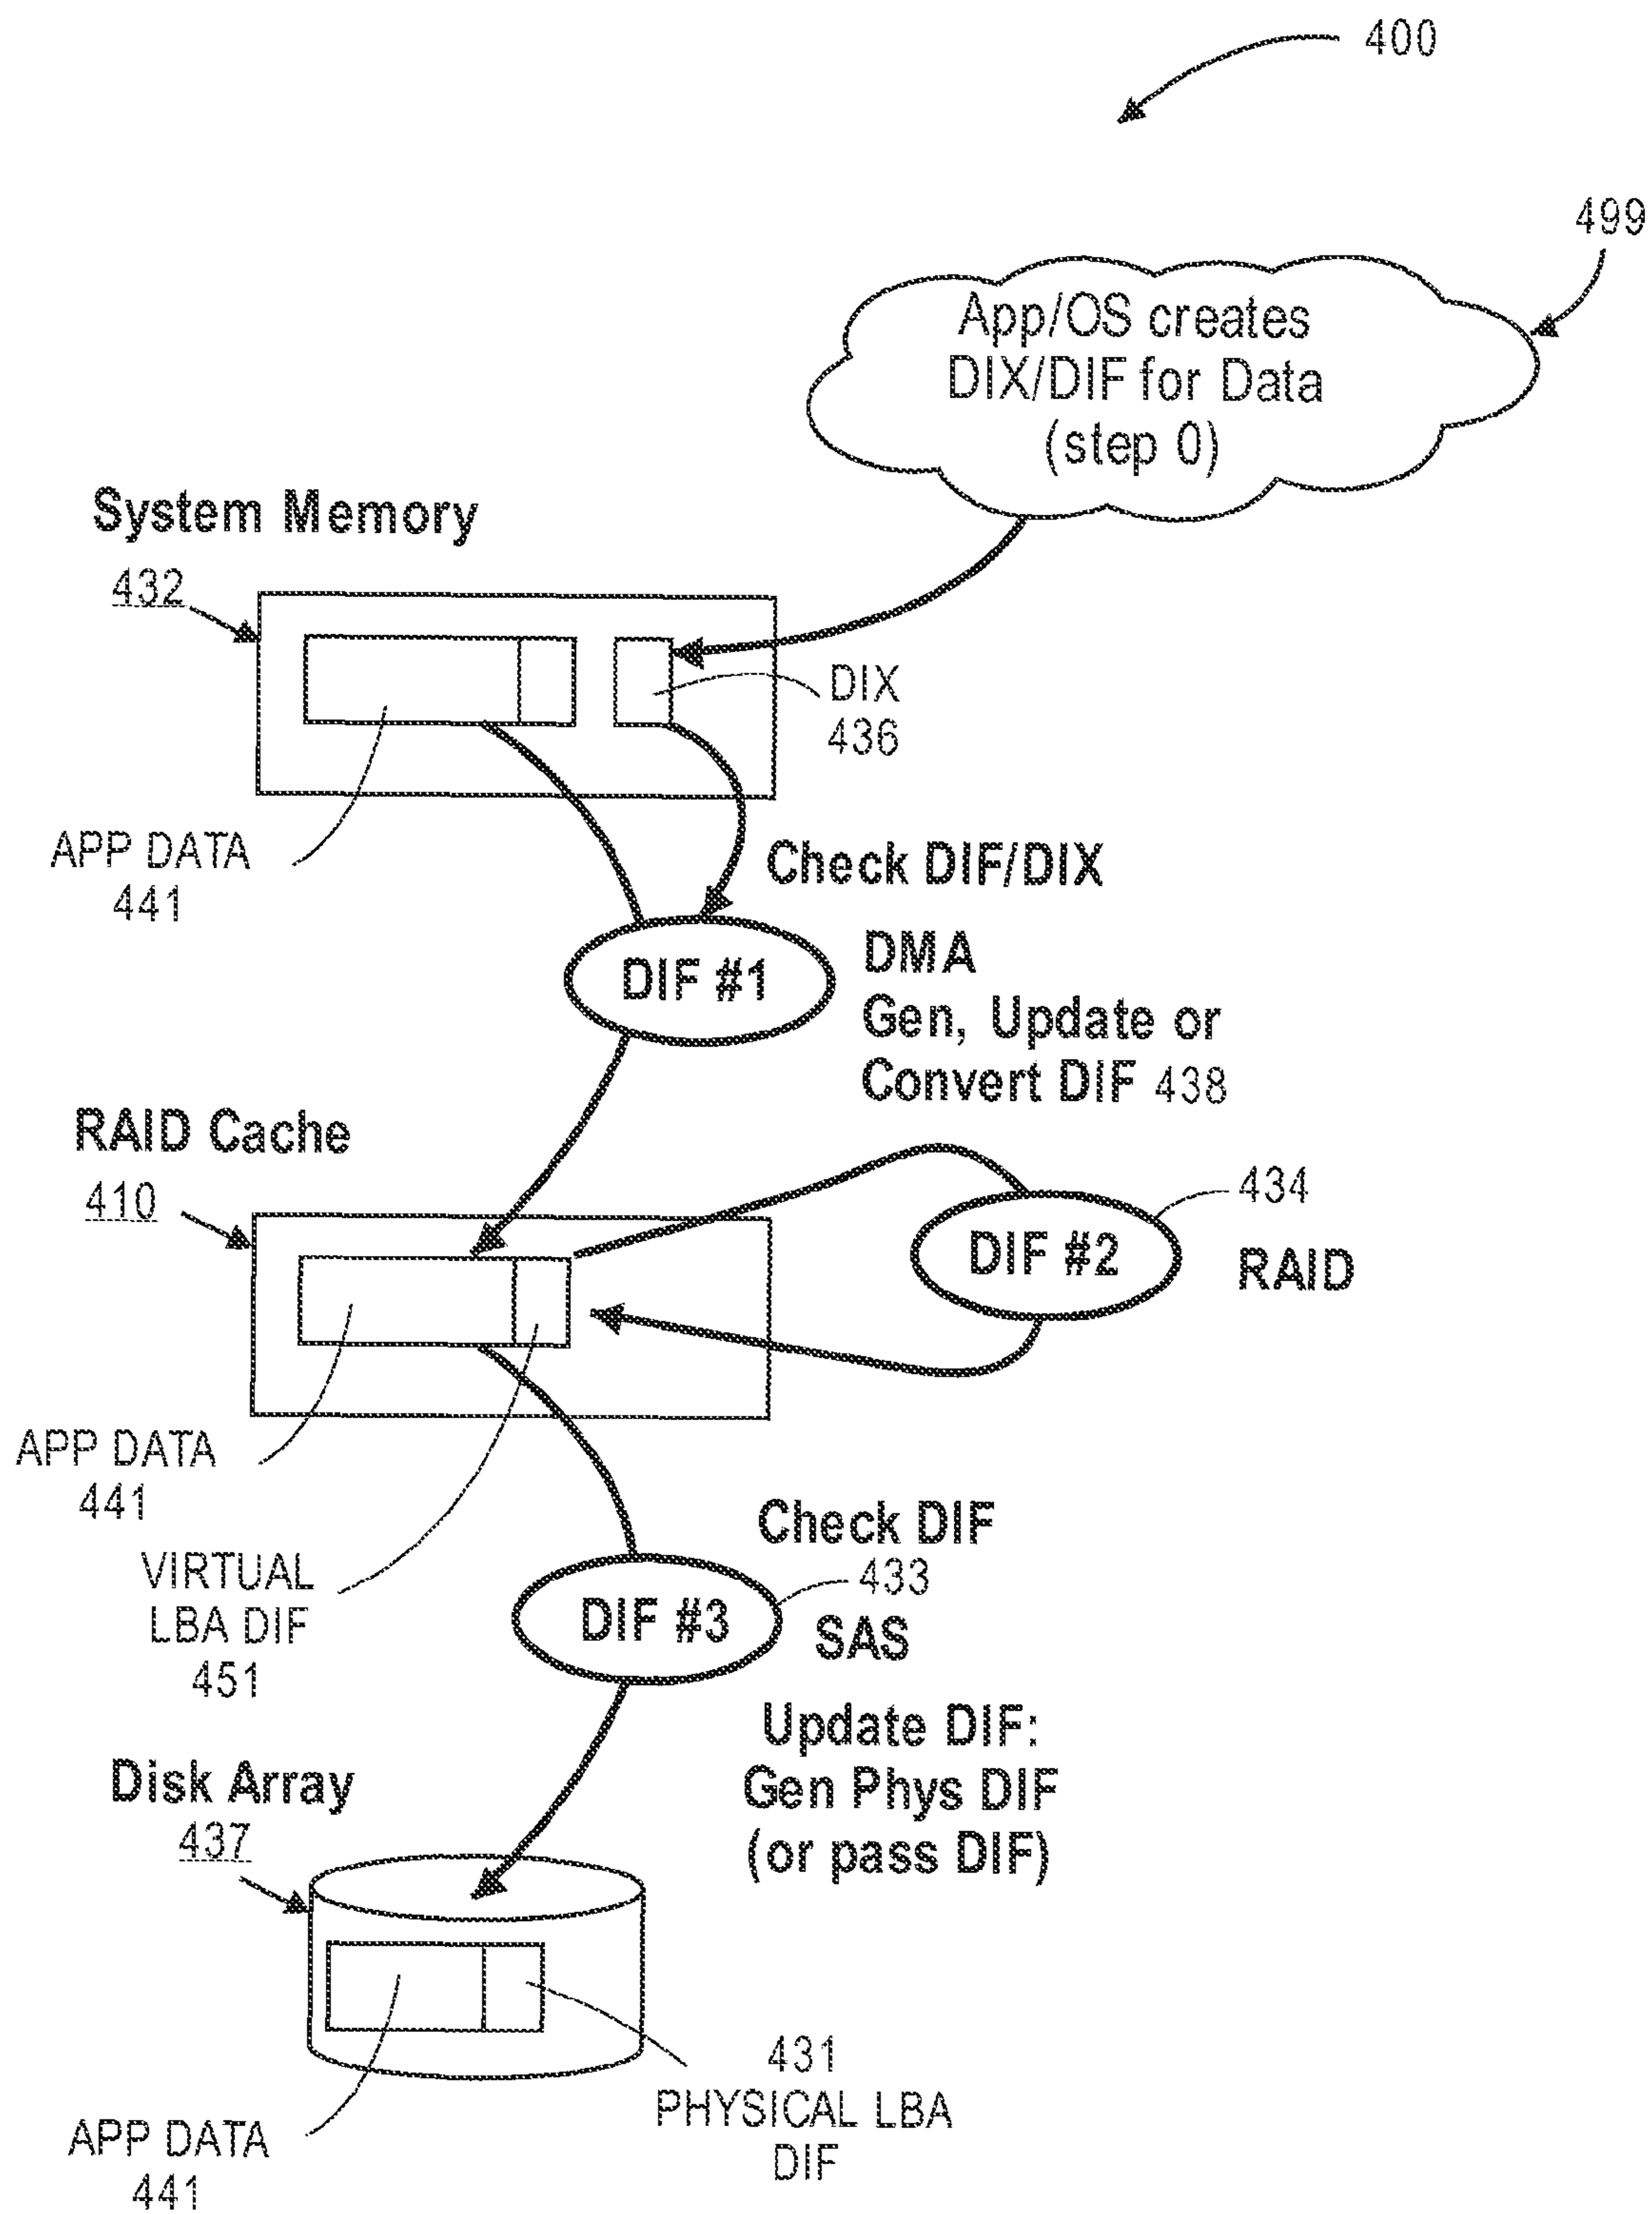 400
499
App/OS creates
DIX/DIF for Data
(step 0)
System Memory
432
DIX
436
APP DATA
441
Check DIF/DIX
DIF #1
DMA
Gen, Update or
Convert DIF 438
RAID Cache
410
434
DIF #2
RAID
APP DATA
441
VIRTUAL
LBA DIF
451
Check DIF
433
DIF #3
SAS
Update DIF:
Gen Phys DIF
(or pass DIF)
Disk Array
437
431
PHYSICAL LBA
DIF
APP DATA
441